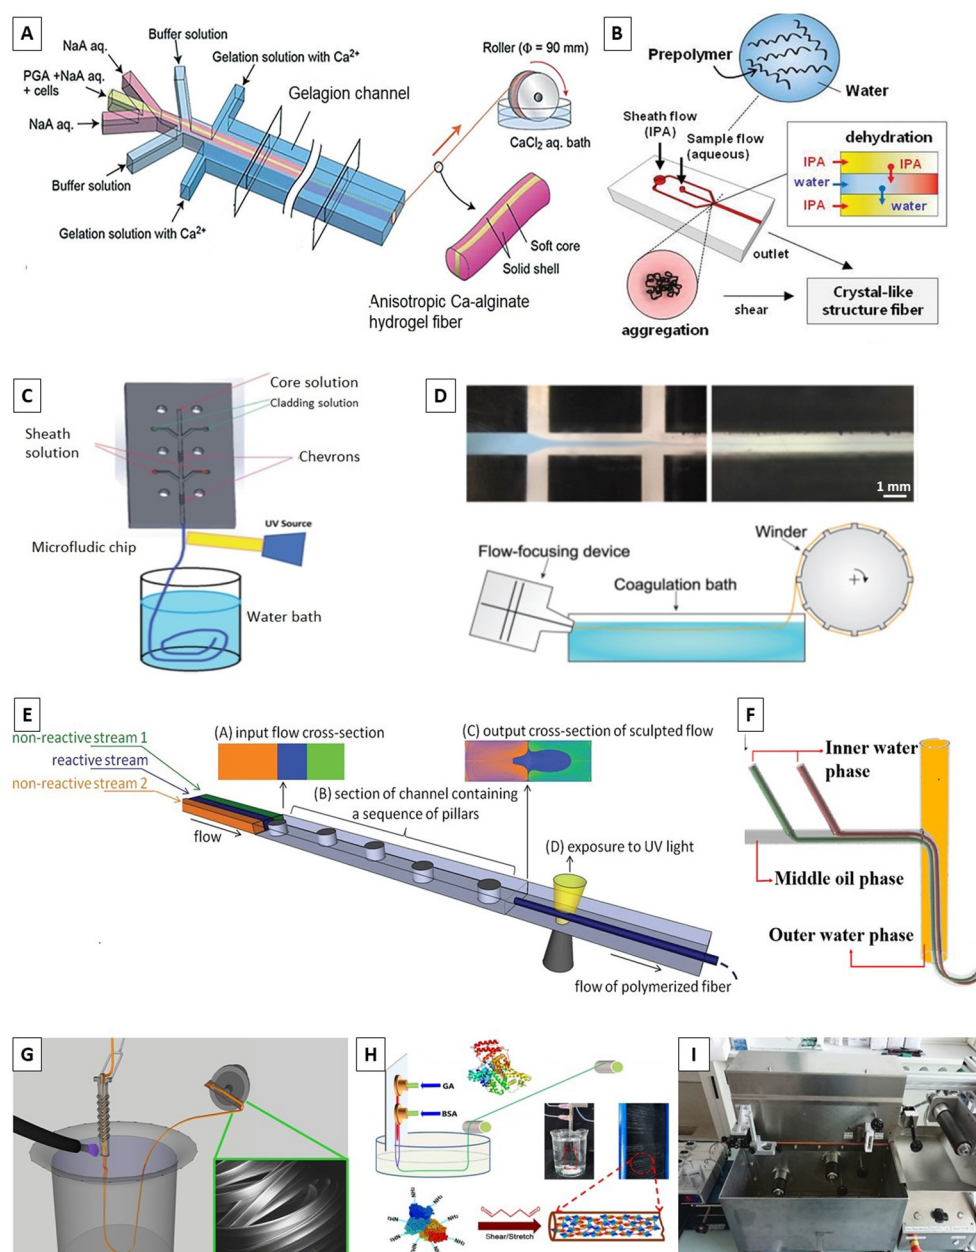 A
NaA aq.
PGA +NaA aq.
+ cells
NaA aq.
Buffer solution
Buffer solution
Gelation solution with Ca²⁺
Gelagion channel
Gelation solution with Ca²⁺
Roller (Φ = 90 mm)
CaCl₂ aq. bath
Soft core
Solid shell
Anisotropic Ca-alginate
hydrogel fiber
B
Prepolymer
Water
Sheath flow
(IPA)
Sample flow
(aqueous)
dehydration
IPA
IPA
water
water
IPA
outlet
aggregation
shear
Crystal-like
structure fiber
C
Core solution
Cladding solution
Sheath
solution
Chevrons
UV Source
Microfludic chip
Water bath
D
1 mm
Flow-focusing device
Coagulation bath
Winder
E
non-reactive stream 1
reactive stream
non-reactive stream 2
flow
(A) input flow cross-section
(B) section of channel containing
a sequence of pillars
(C) output cross-section of sculpted flow
(D) exposure to UV light
flow of polymerized fiber
F
Inner water
phase
Middle oil phase
Outer water phase
G
H
GA
BSA
NH₂
NH₂
NH₂
NH₂
NH₂
NH₂
Shear/Stretch
I